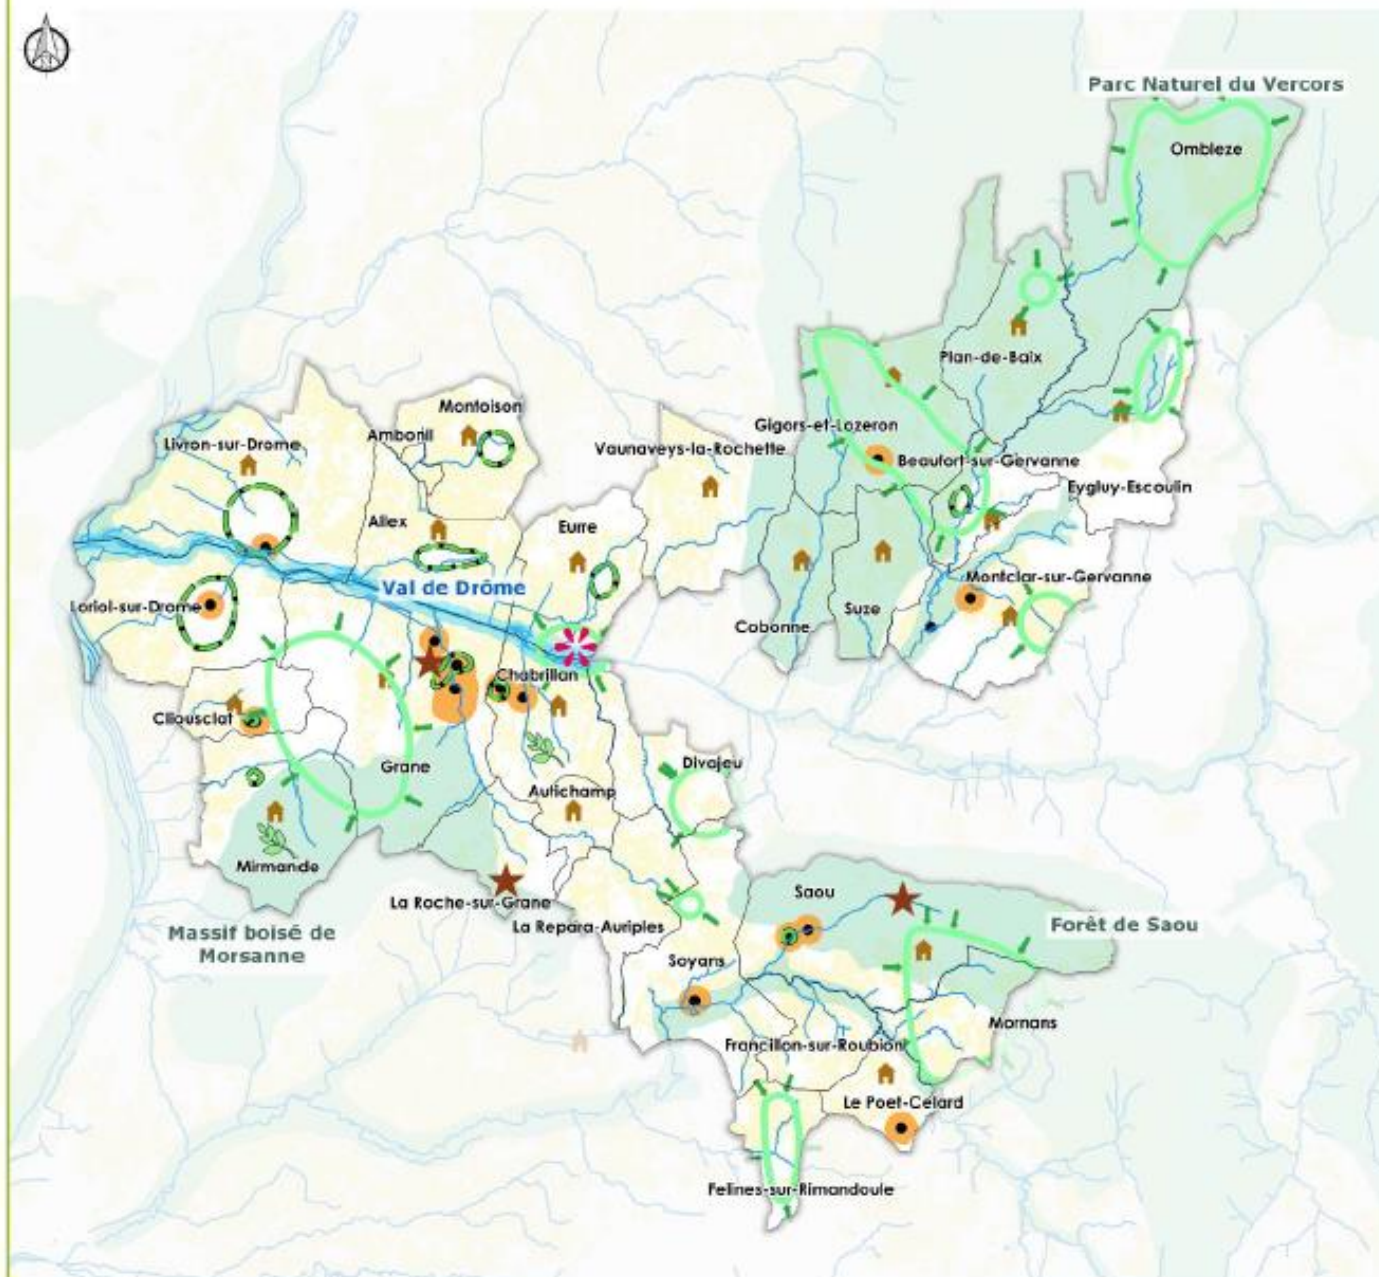 Parc Naturel du Vercors
Ombleze
Plan-de-Baix
Montoison
Ambonil
Livron-sur-Drome
Gigors-et-Lozeron
Vaunaveys-la-Rochette
Beaufort-sur-Gervanne
Eygluy-Escoulin
Allex
Eurre
Val de Drôme
Montclar-sur-Gervanne
Loriol-sur-Drome
Suze
Cobonne
Chabrillan
Cliousclat
Grane
Divajeu
Autichamp
Mirmande
La Roche-sur-Grane
Saou
La Repara-Auriples
Forêt de Saou
Massif boisé de
Morsanne
Soyans
Mornans
Francillon-sur-Roubion
Le Poet-Celard
Felines-sur-Rimandoule